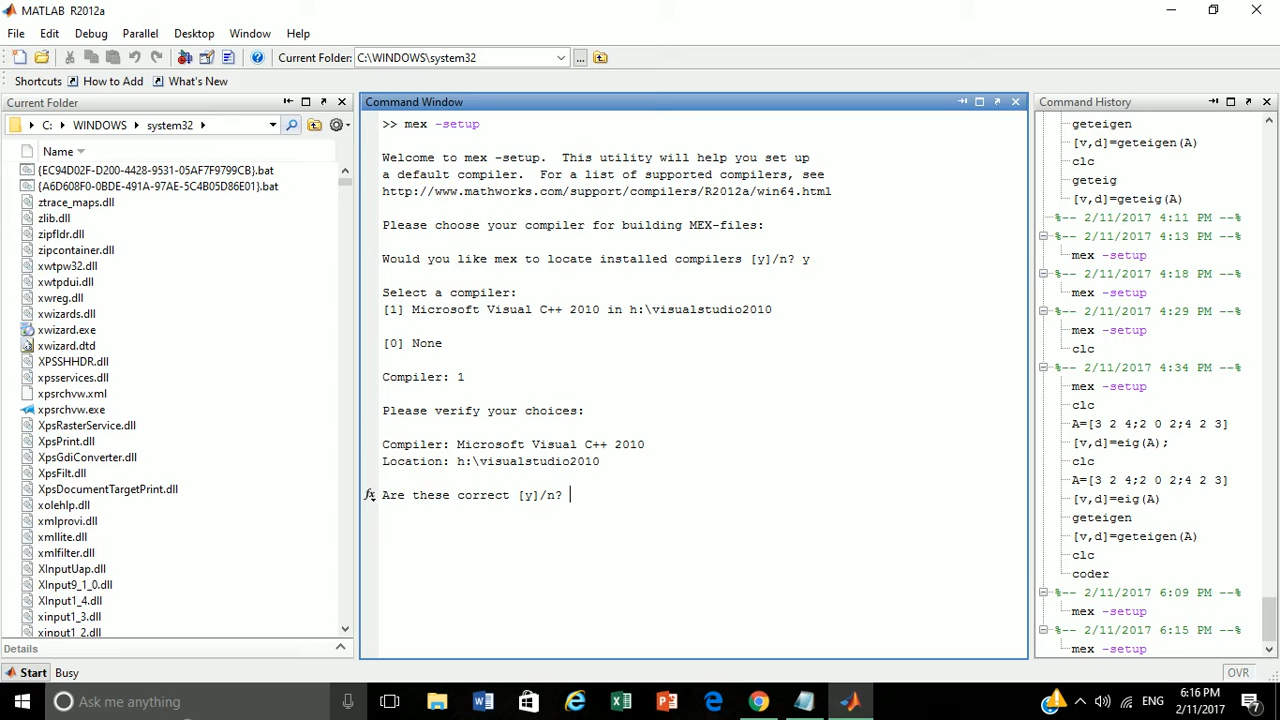 MATLAB R2012a
File Edit Debug Parallel Desktop Window Help
Current Folder: C:\WINDOWS\system32 ...
Shortcuts How to Add What's New
Current Folder
C: WINDOWS system32
Name
{EC94D02F-D200-4428-9531-05AF7F9799CB}.bat
{A6D608F0-0BDE-491A-97AE-5C4B05D86E01}.bat
ztrace_maps.dll
zlib.dll
zipfldr.dll
zipcontainer.dll
xwtpw32.dll
xwtpdui.dll
xwreg.dll
xwizards.dll
xwizard.exe
xwizard.dtd
XPSSHHDR.dll
xpsservices.dll
xpsrchvw.xml
xpsrchvw.exe
XpsRasterService.dll
XpsPrint.dll
XpsGdiConverter.dll
XpsFilt.dll
XpsDocumentTargetPrint.dll
xolehlp.dll
xmlprovi.dll
xmllite.dll
xmlfilter.dll
XInputUap.dll
XInput9_1_0.dll
XInput1_4.dll
xinput1_3.dll
xinput1_2.dll
Details
Command Window
>> mex -setup
Welcome to mex -setup. This utility will help you set up
a default compiler. For a list of supported compilers, see
http://www.mathworks.com/support/compilers/R2012a/win64.html
Please choose your compiler for building MEX-files:
Would you like mex to locate installed compilers [y]/n? y
Select a compiler:
[1] Microsoft Visual C++ 2010 in h:\visualstudio2010
[0] None
Compiler: 1
Please verify your choices:
Compiler: Microsoft Visual C++ 2010
Location: h:\visualstudio2010
fx Are these correct [y]/n?
Command History
geteigen
[v,d]=geteigen(A)
clc
geteig
[v,d]=geteig(A)
%-- 2/11/2017 4:11 PM --%
%-- 2/11/2017 4:13 PM --%
mex -setup
%-- 2/11/2017 4:18 PM --%
mex -setup
%-- 2/11/2017 4:29 PM --%
mex -setup
clc
%-- 2/11/2017 4:34 PM --%
mex -setup
clc
A=[3 2 4;2 0 2;4 2 3]
[v,d]=eig(A);
clc
A=[3 2 4;2 0 2;4 2 3]
[v,d]=eig(A)
geteigen
[v,d]=geteigen(A)
clc
coder
%-- 2/11/2017 6:09 PM --%
mex -setup
%-- 2/11/2017 6:15 PM --%
mex -setup
Start Busy OVR
Ask me anything
ENG
6:16 PM
2/11/2017
7